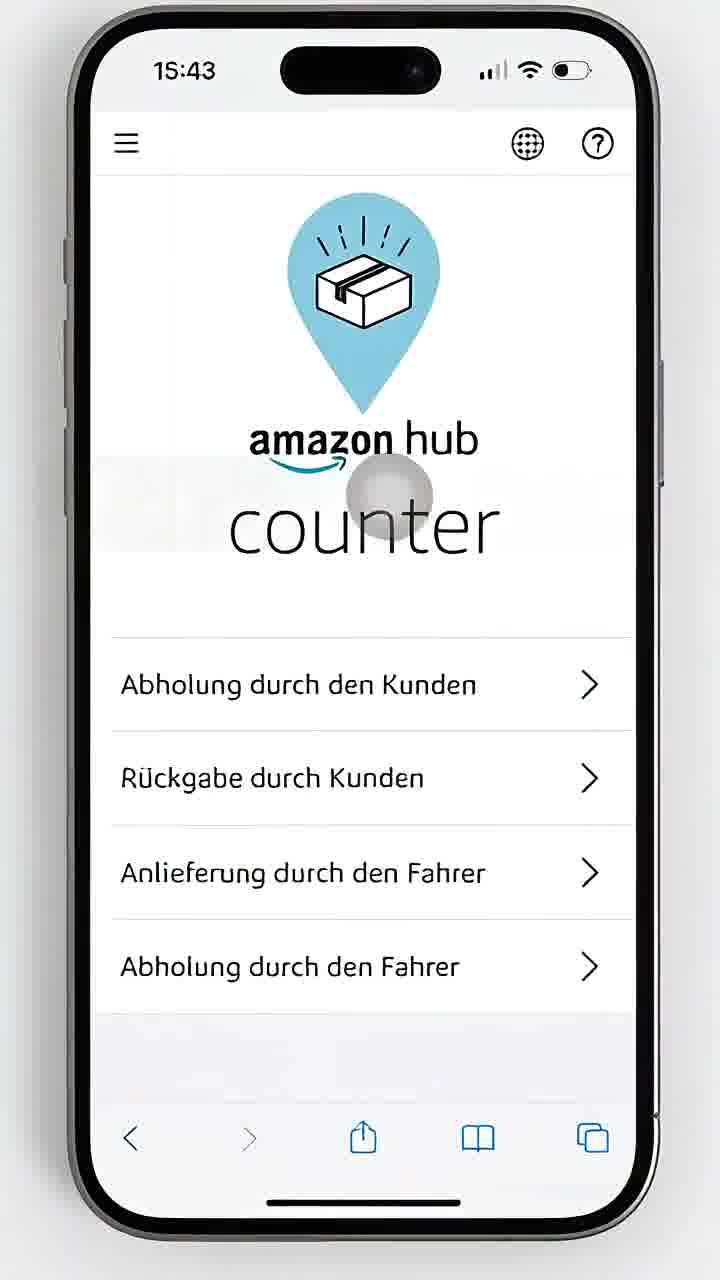 15:43
amazon hub
counter
Abholung durch den Kunden
Rückgabe durch Kunden
Anlieferung durch den Fahrer
Abholung durch den Fahrer